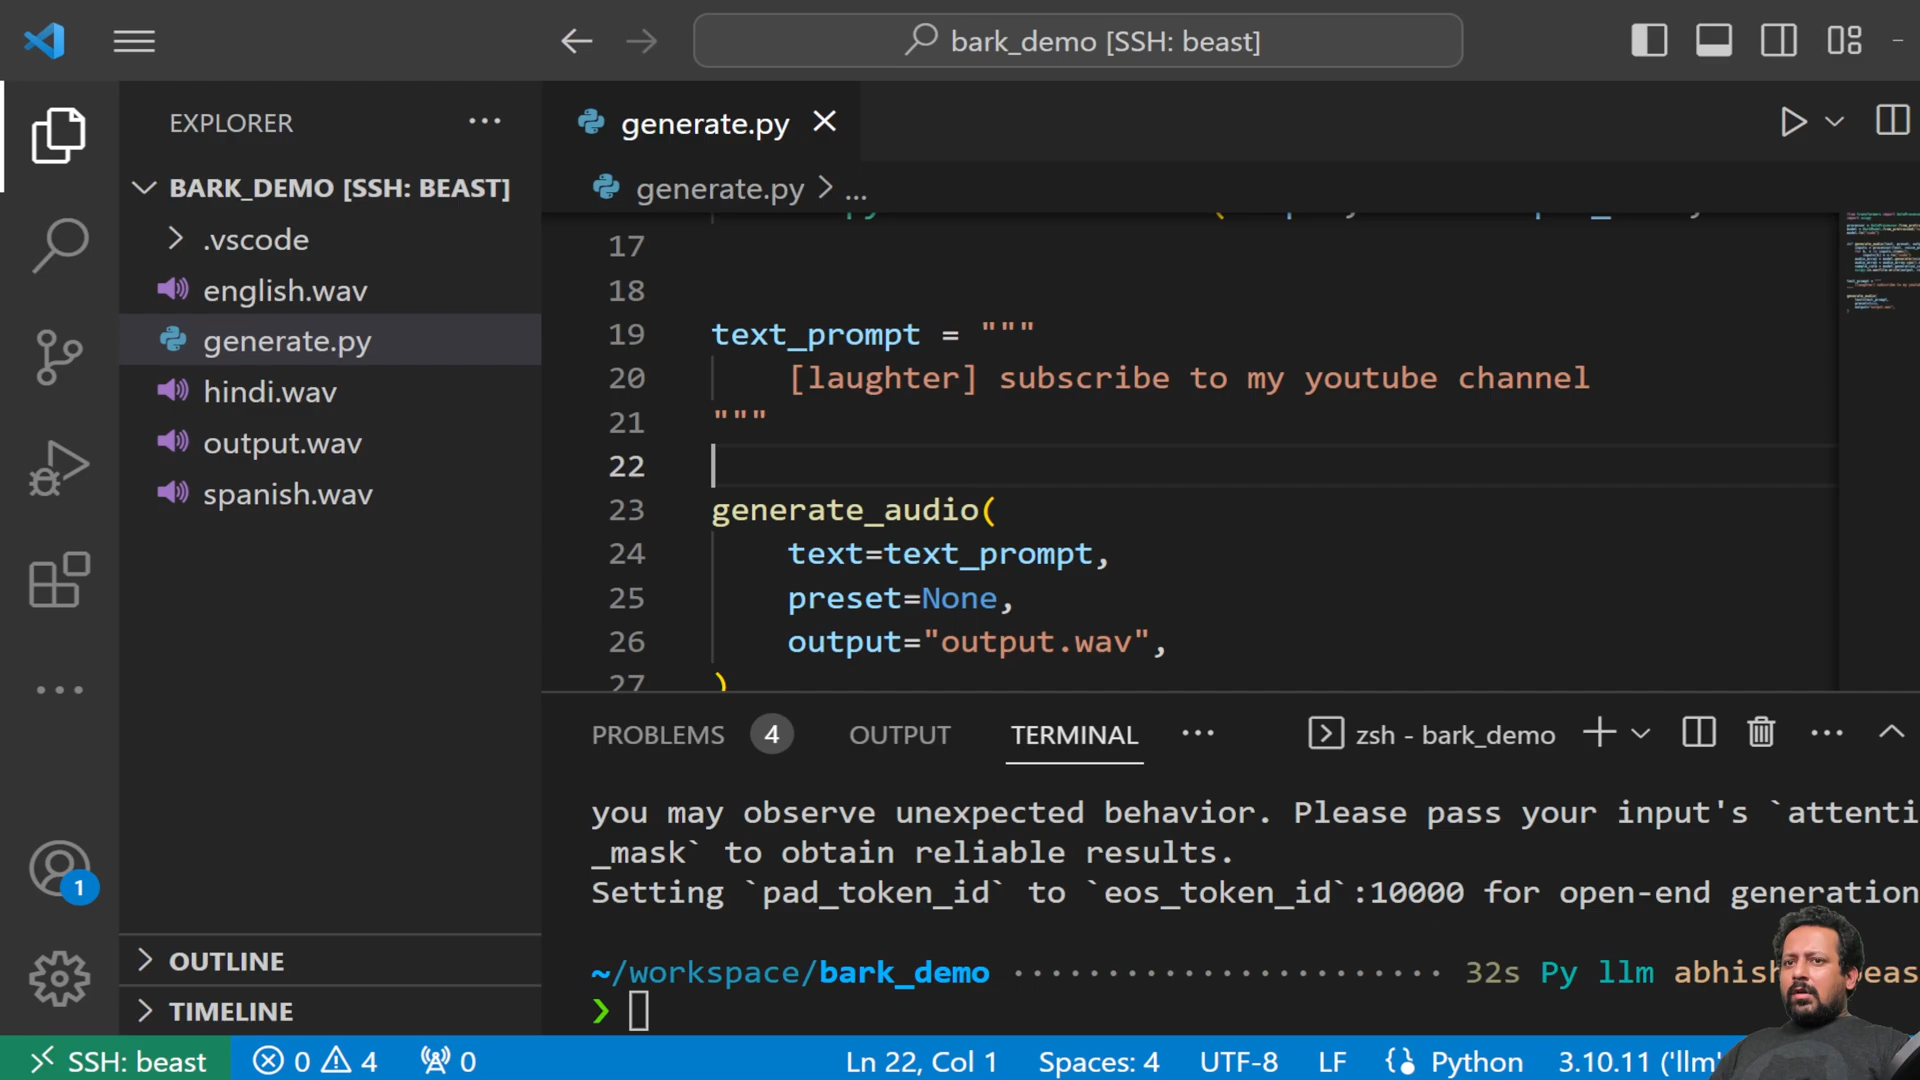 bark_demo [SSH: beast]
EXPLORER
generate.py
BARK_DEMO [SSH: BEAST]
.vscode
english.wav
generate.py
hindi.wav
output.wav
spanish.wav
OUTLINE
TIMELINE
generate.py > ...
17
18
19 text_prompt = """
20 [laughter] subscribe to my youtube channel
21 """
22
23 generate_audio(
24 text=text_prompt,
25 preset=None,
26 output="output.wav",
27 )
PROBLEMS 4 OUTPUT TERMINAL
zsh - bark_demo
you may observe unexpected behavior. Please pass your input's `attenti
_mask` to obtain reliable results.
Setting `pad_token_id` to `eos_token_id`:10000 for open-end generation
~/workspace/bark_demo ······················· 32s Py llm abhish
❯
1
SSH: beast 0 4 0 Ln 22, Col 1 Spaces: 4 UTF-8 LF Python 3.10.11 ('llm'